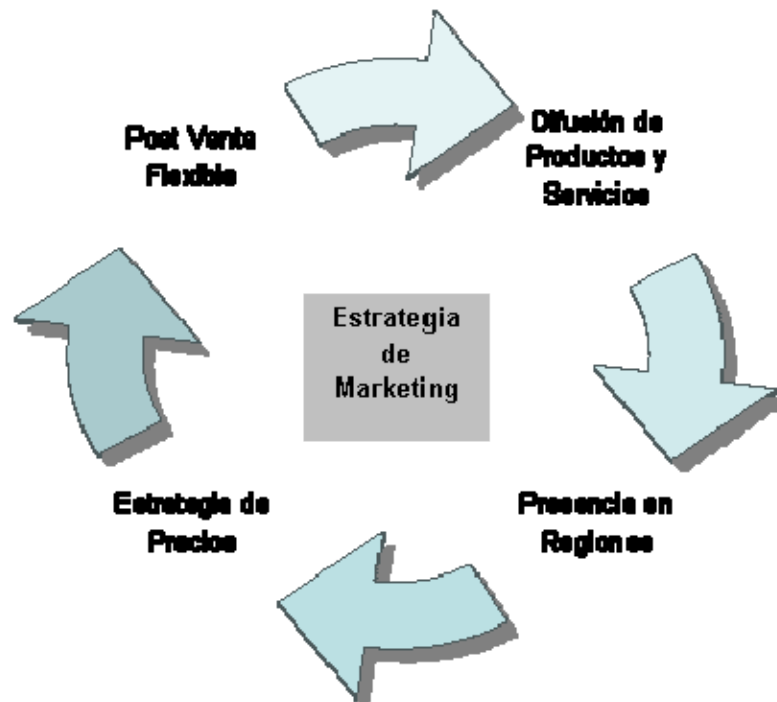 Post Venta
Flexible
Difusión de
Productos y
Servicios
Estrategia
de
Marketing
Estrategia de
Precios
Presencia en
Regiones